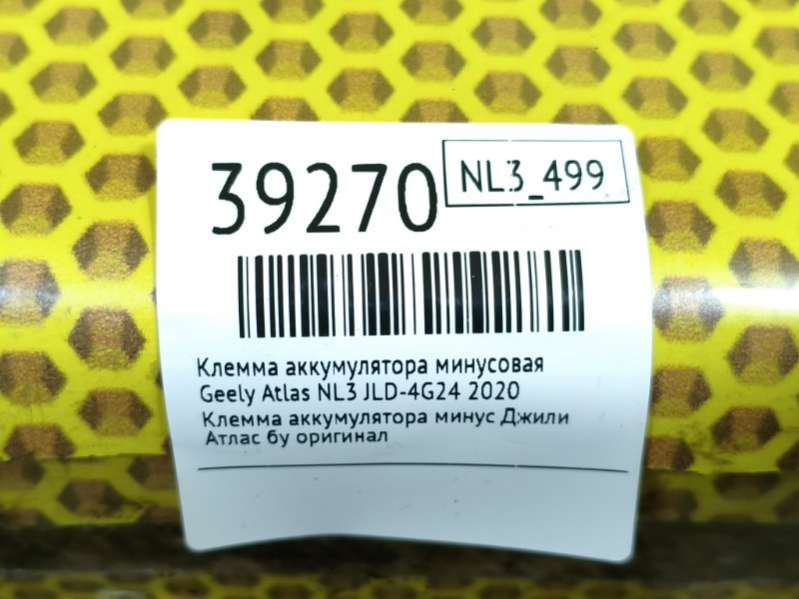 39270
NL3_499
Клемма аккумулятора минусовая
Geely Atlas NL3 JLD-4G24 2020
Клемма аккумулятора минус Джили
Атлас бу оригинал